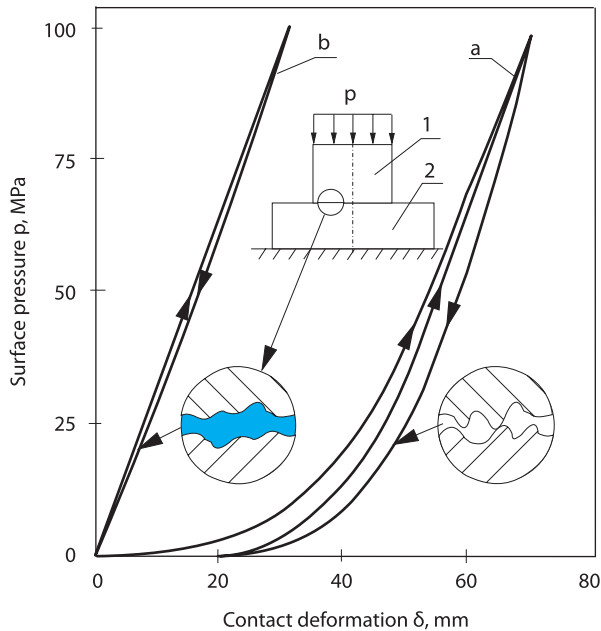 100
b
a
p
1
75
2
Surface pressure p, MPa
50
25
0
0 20 40 60 80
Contact deformation δ, mm